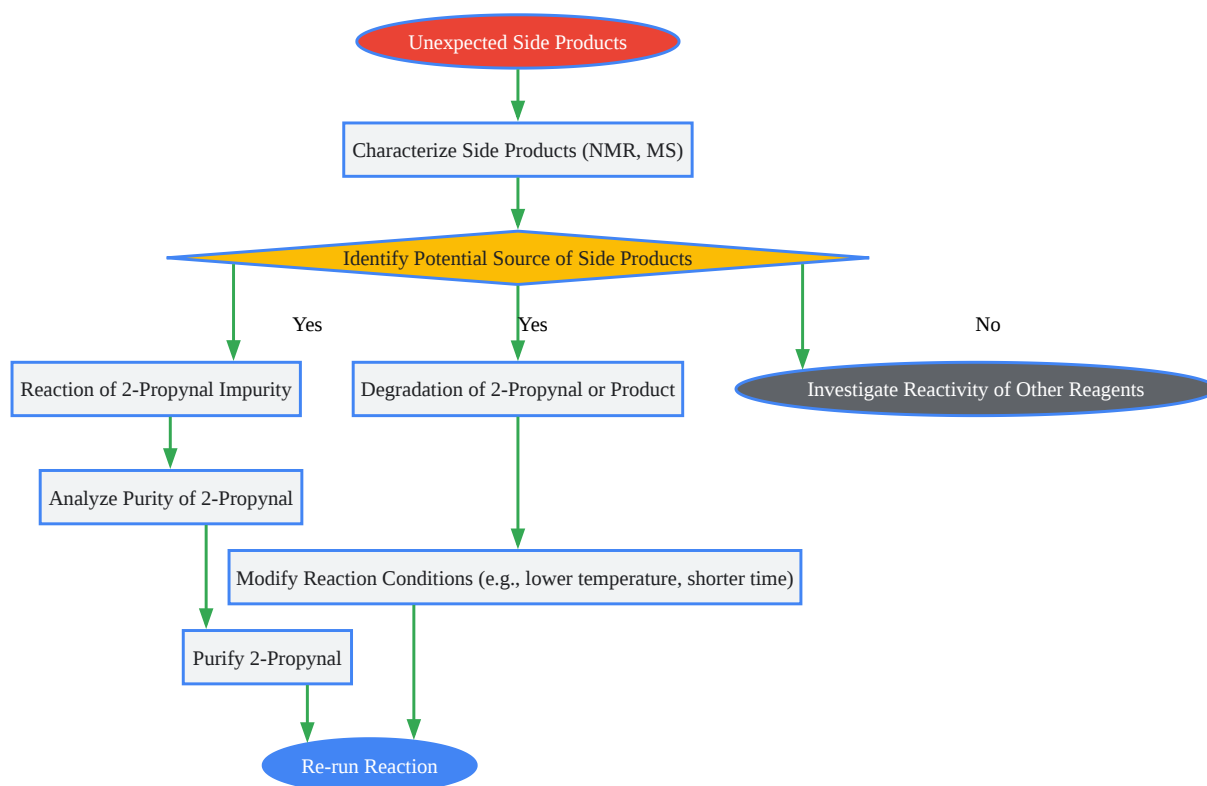 Unexpected Side Products
Characterize Side Products (NMR, MS)
Identify Potential Source of Side Products
Yes
Yes
No
Reaction of 2-Propynal Impurity
Degradation of 2-Propynal or Product
Investigate Reactivity of Other Reagents
Analyze Purity of 2-Propynal
Modify Reaction Conditions (e.g., lower temperature, shorter time)
Purify 2-Propynal
Re-run Reaction